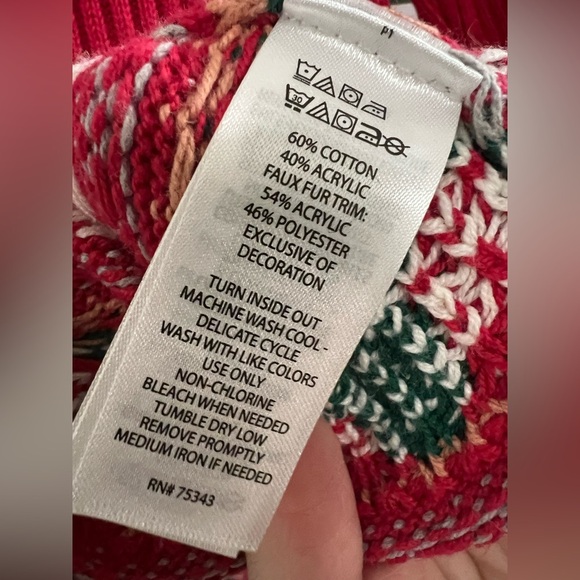 P1
30
60% COTTON
40% ACRYLIC
FAUX FUR TRIM:
54% ACRYLIC
46% POLYESTER
EXCLUSIVE OF
DECORATION
TURN INSIDE OUT
MACHINE WASH COOL -
DELICATE CYCLE
WASH WITH LIKE COLORS
USE ONLY
NON-CHLORINE
BLEACH WHEN NEEDED
TUMBLE DRY LOW
REMOVE PROMPTLY
MEDIUM IRON IF NEEDED
RN# 75343